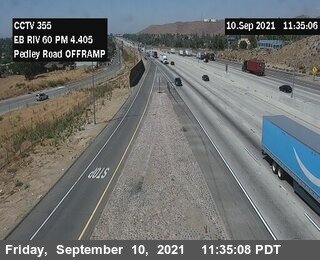 CCTV 355
EB RIV 60 PM 4.405
Pedley Road OFFRAMP
10.Sep 2021 11:35:06
STOP
Friday, September 10, 2021 11:35:08 PDT